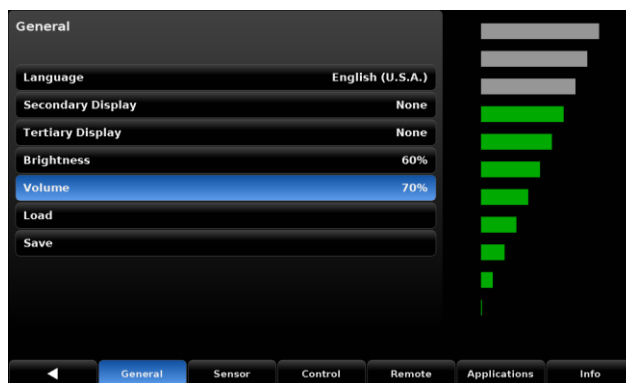 General
Language English (U.S.A.)
Secondary Display None
Tertiary Display None
Brightness 60%
Volume 70%
Load
Save
General Sensor Control Remote Applications Info